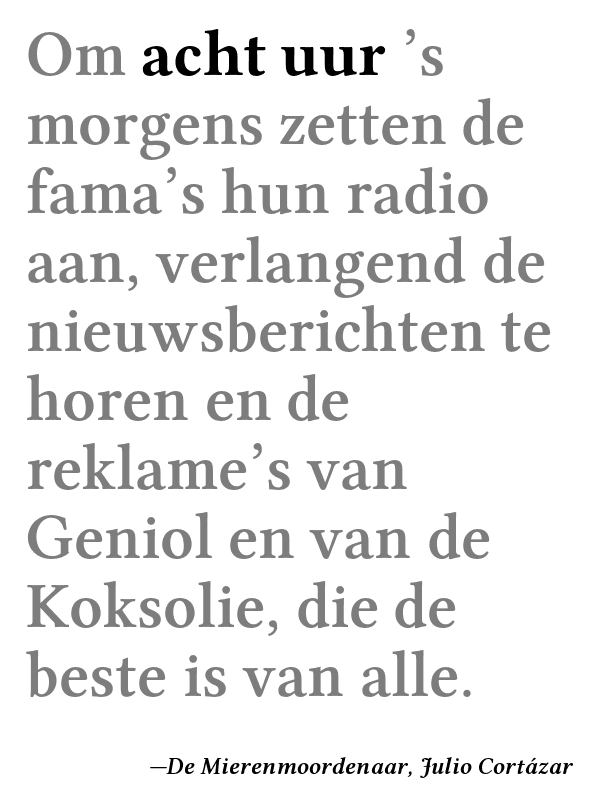 Om acht uur ’s
morgens zetten de
fama’s hun radio
aan, verlangend de
nieuwsberichten te
horen en de
reklame’s van
Geniol en van de
Koksolie, die de
beste is van alle.
—De Mierenmoordenaar, Julio Cortázar